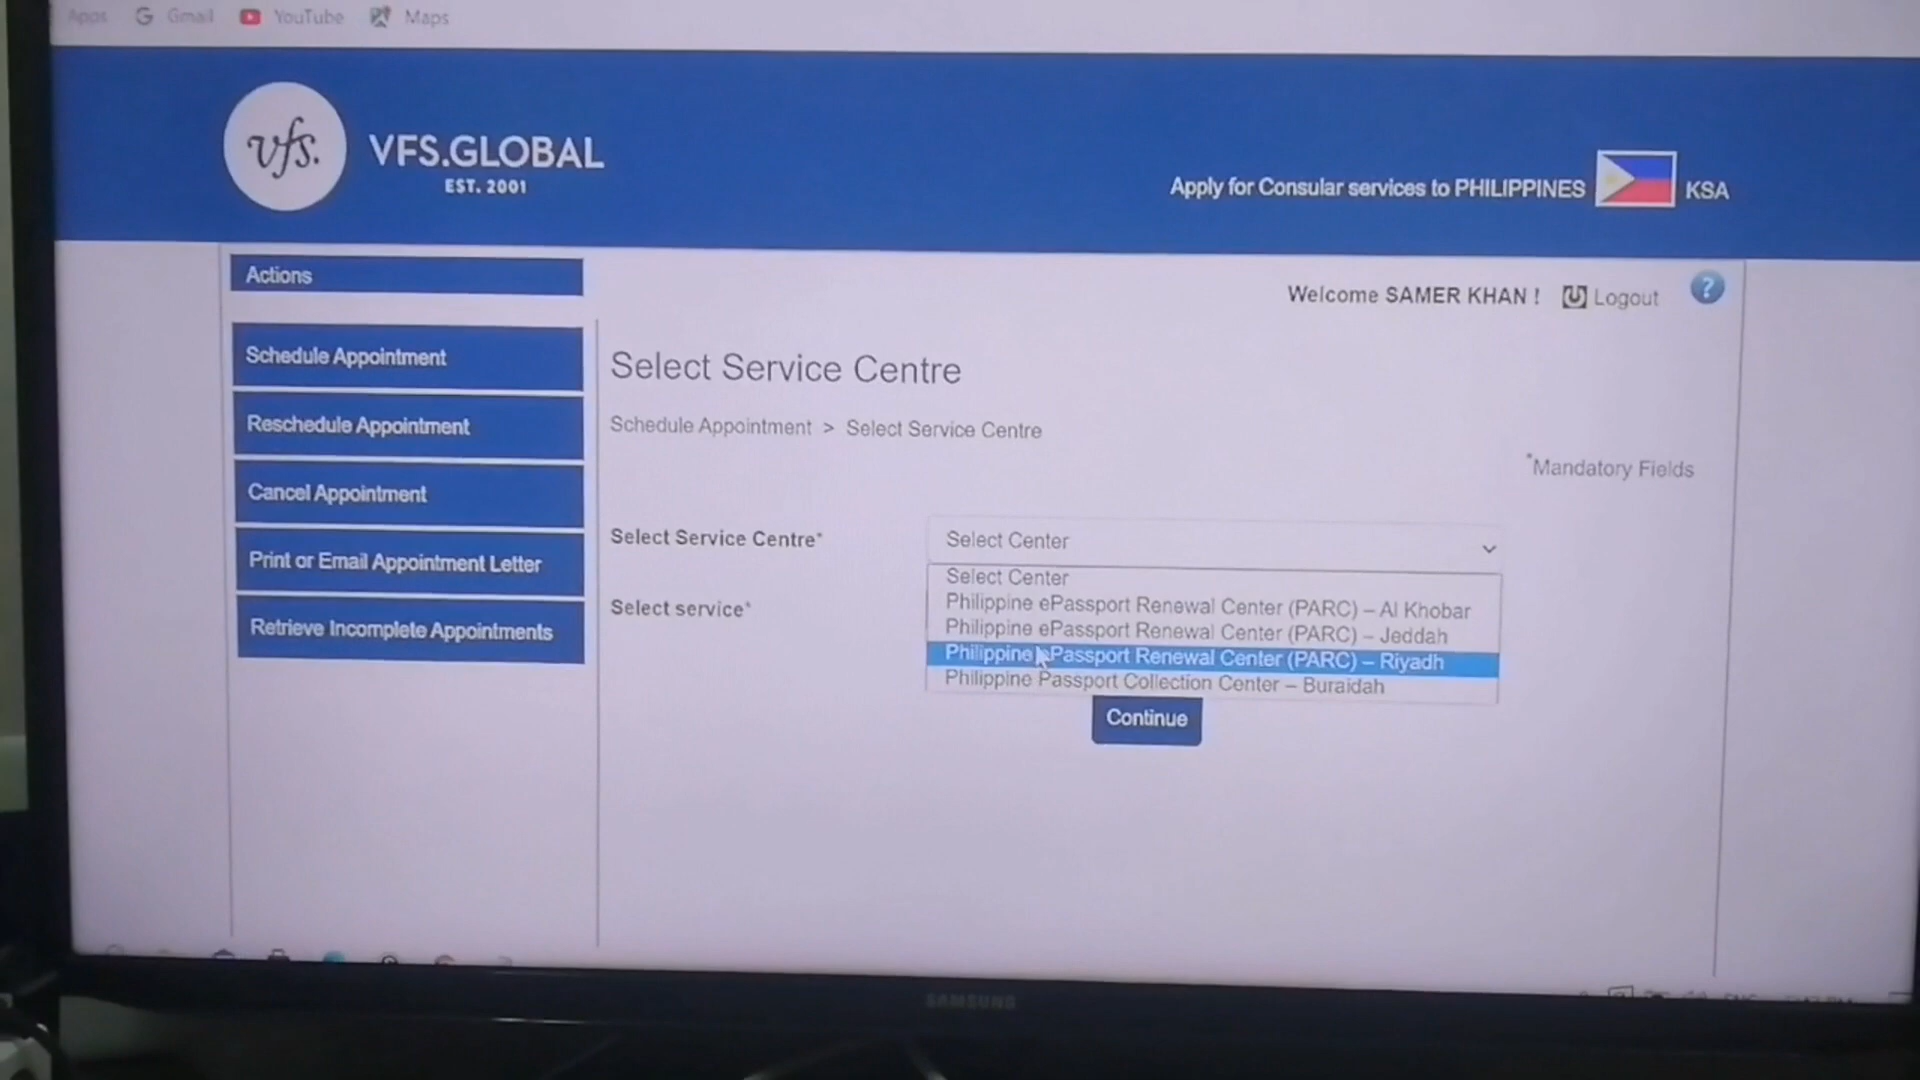 Apps Gmail YouTube Maps
vfs. VFS.GLOBAL
EST. 2001
Apply for Consular services to PHILIPPINES KSA
Actions
Welcome SAMER KHAN ! Logout ?
Schedule Appointment
Reschedule Appointment
Cancel Appointment
Print or Email Appointment Letter
Retrieve Incomplete Appointments
Select Service Centre
Schedule Appointment > Select Service Centre
*Mandatory Fields
Select Service Centre*
Select Center
Select Center
Philippine ePassport Renewal Center (PARC) – Al Khobar
Philippine ePassport Renewal Center (PARC) – Jeddah
Philippine ePassport Renewal Center (PARC) – Riyadh
Philippine Passport Collection Center – Buraidah
Select service*
Continue
SAMSUNG